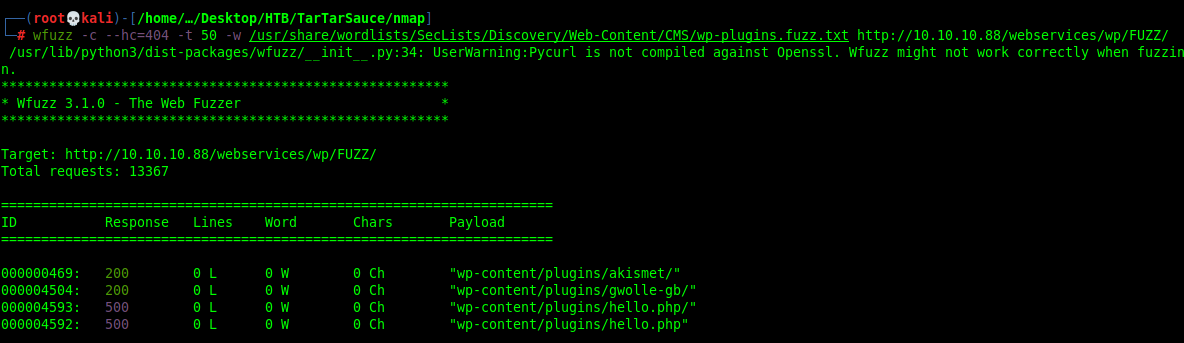 ┌──(root💀kali)-[/home/…/Desktop/HTB/TarTarSauce/nmap]
└─# wfuzz -c --hc=404 -t 50 -w /usr/share/wordlists/SecLists/Discovery/Web-Content/CMS/wp-plugins.fuzz.txt http://10.10.10.88/webservices/wp/FUZZ/
 /usr/lib/python3/dist-packages/wfuzz/__init__.py:34: UserWarning:Pycurl is not compiled against Openssl. Wfuzz might not work correctly when fuzzin
n.
********************************************************
* Wfuzz 3.1.0 - The Web Fuzzer                         *
********************************************************
Target: http://10.10.10.88/webservices/wp/FUZZ/
Total requests: 13367
=====================================================================
ID           Response   Lines    Word       Chars       Payload
=====================================================================
000000469:   200        0 L      0 W        0 Ch        "wp-content/plugins/akismet/"
000004504:   200        0 L      0 W        0 Ch        "wp-content/plugins/gwolle-gb/"
000004593:   500        0 L      0 W        0 Ch        "wp-content/plugins/hello.php/"
000004592:   500        0 L      0 W        0 Ch        "wp-content/plugins/hello.php"